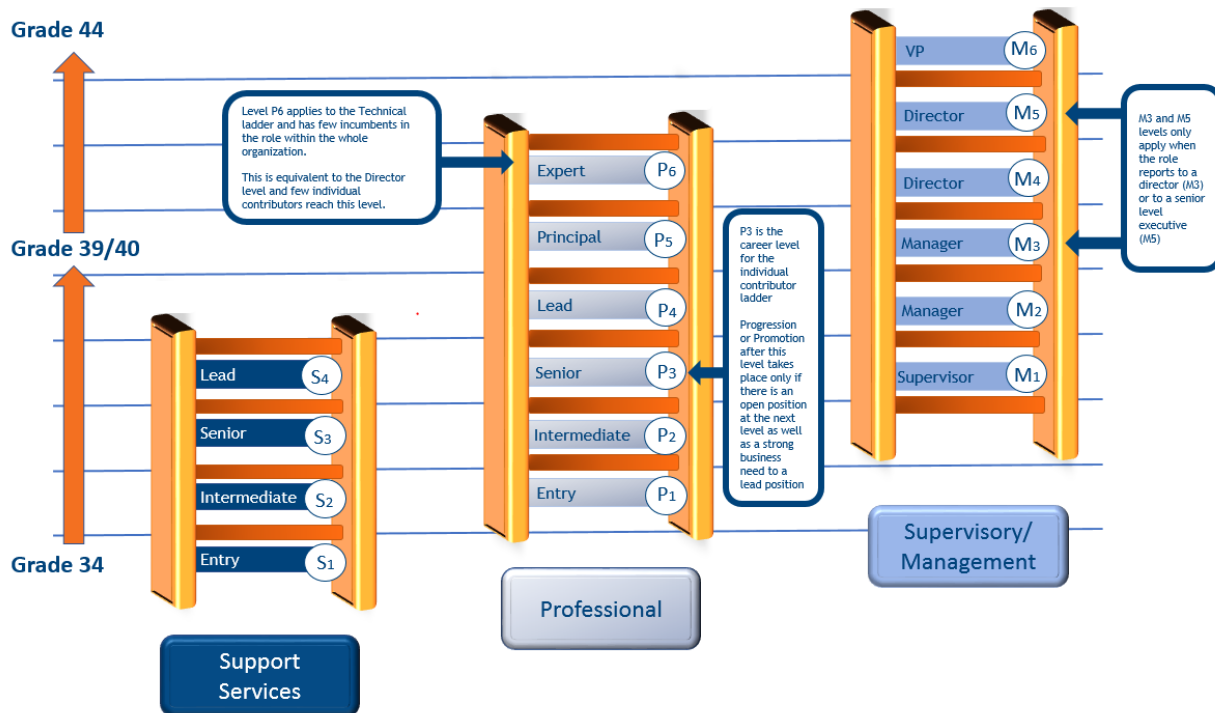 Grade 44
Grade 39/40
Grade 34
Lead S4
Senior S3
Intermediate S2
Entry S1
Support
Services
Level P6 applies to the Technical
ladder and has few incumbents in
the role within the whole
organization.
This is equivalent to the Director
level and few individual
contributors reach this level.
Expert P6
Principal P5
Lead P4
Senior P3
Intermediate P2
Entry P1
Professional
P3 is the
career level
for the
individual
contributor
ladder
Progression
or Promotion
after this
level takes
place only if
there is an
open position
at the next
level as well
as a strong
business
need to a
lead position
VP M6
Director M5
Director M4
Manager M3
Manager M2
Supervisor M1
Supervisory/
Management
M3 and M5
levels only
apply when
the role
reports to a
director (M3)
or to a senior
level
executive
(M5)